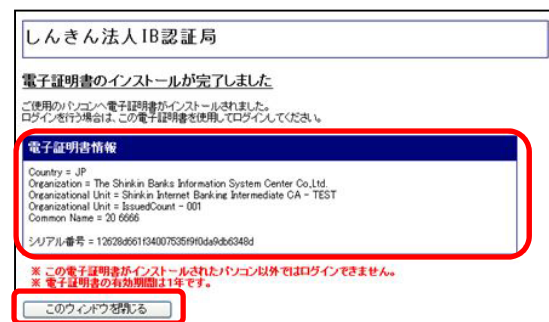 しんきん法人IB認証局
電子証明書のインストールが完了しました
ご使用のパソコンへ電子証明書がインストールされました。
ログインを行う場合は、この電子証明書を使用してログインしてください。
電子証明書情報
Country = JP
Organization = The Shinkin Banks Information System Center Co.,Ltd.
Organizational Unit = Shinkin Internet Banking Intermediate CA - TEST
Organizational Unit = IssuedCount - 001
Common Name = 20 6666
シリアル番号 =
※ この電子証明書がインストールされたパソコン以外ではログインできません。
※ 電子証明書の有効期間は1年です。
このウィンドウを閉じる